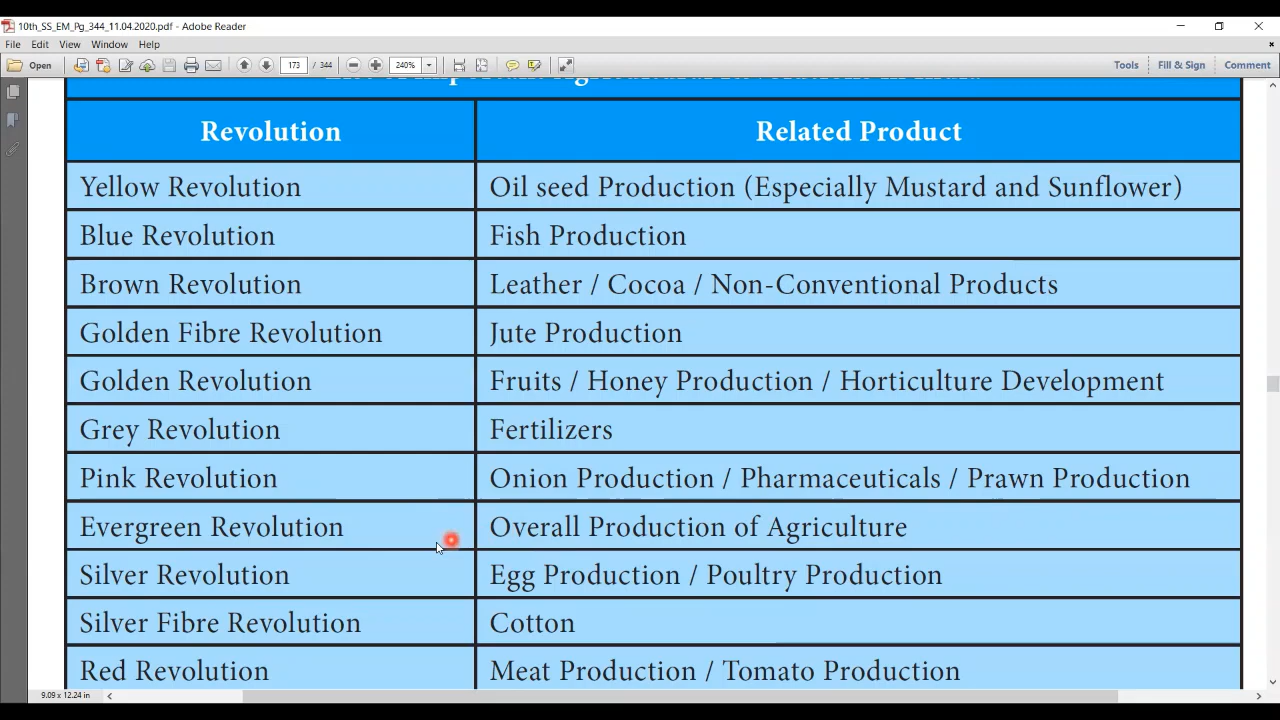 10th_SS_EM_Pg_344_11.04.2020.pdf - Adobe Reader
File Edit View Window Help
Open 173 / 344 240% Tools Fill & Sign Comment
Revolution Related Product
Yellow Revolution Oil seed Production (Especially Mustard and Sunflower)
Blue Revolution Fish Production
Brown Revolution Leather / Cocoa / Non-Conventional Products
Golden Fibre Revolution Jute Production
Golden Revolution Fruits / Honey Production / Horticulture Development
Grey Revolution Fertilizers
Pink Revolution Onion Production / Pharmaceuticals / Prawn Production
Evergreen Revolution Overall Production of Agriculture
Silver Revolution Egg Production / Poultry Production
Silver Fibre Revolution Cotton
Red Revolution Meat Production / Tomato Production
9.09 x 12.24 in